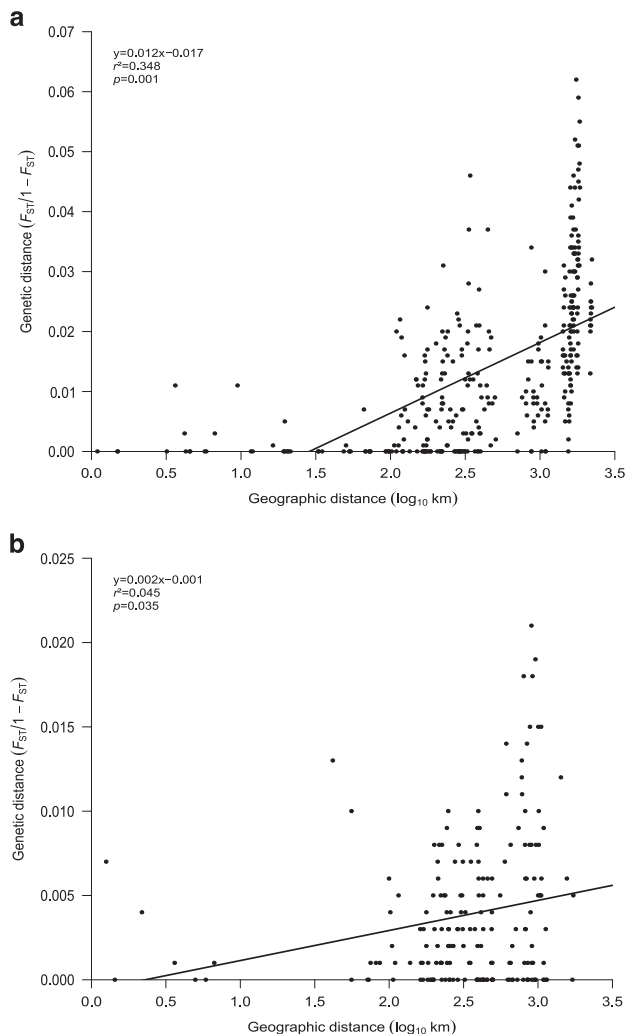 a
0.07
y=0.012x−0.017
r²=0.348
p=0.001
0.06
0.05
0.04
0.03
0.02
0.01
0.00
Genetic distance (F_ST/1 − F_ST)
0.0 0.5 1.0 1.5 2.0 2.5 3.0 3.5
Geographic distance (log₁₀ km)
b
0.025
y=0.002x−0.001
r²=0.045
p=0.035
0.020
0.015
0.010
0.005
0.000
Genetic distance (F_ST/1 − F_ST)
0.0 0.5 1.0 1.5 2.0 2.5 3.0 3.5
Geographic distance (log₁₀ km)